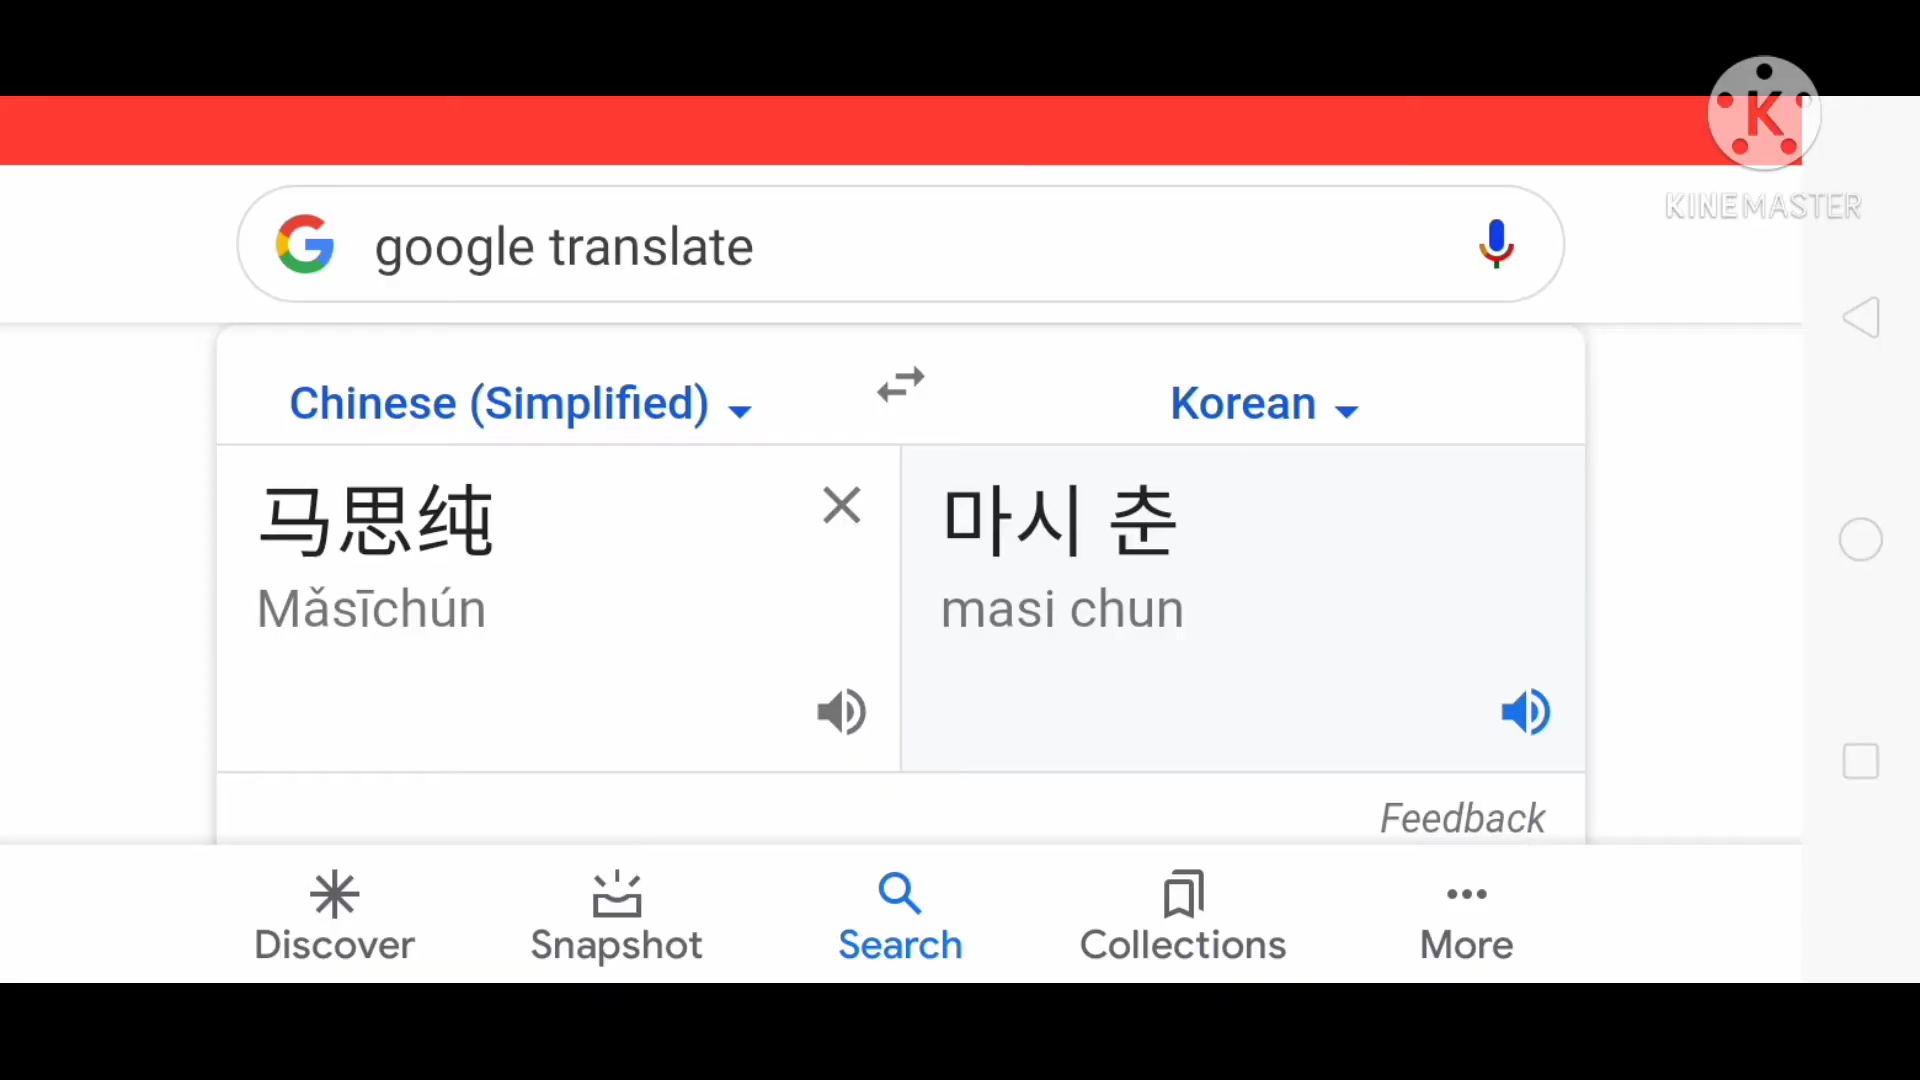 K
KINEMASTER
google translate
Chinese (Simplified)
Korean
马思纯
마시 춘
Mǎsīchún
masi chun
Feedback
Discover
Snapshot
Search
Collections
More